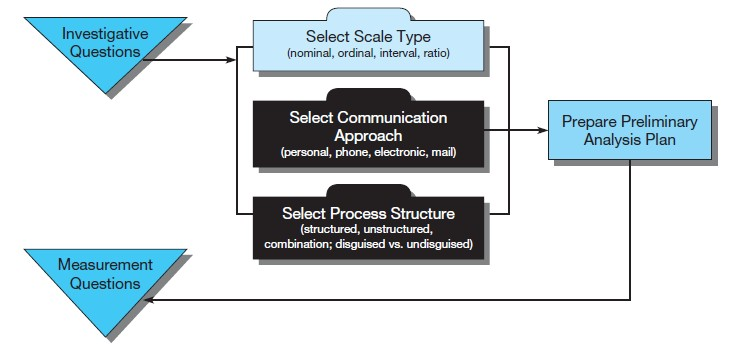 Investigative
Questions
Select Scale Type
(nominal, ordinal, interval, ratio)
Select Communication
Approach
(personal, phone, electronic, mail)
Select Process Structure
(structured, unstructured,
combination; disguised vs. undisguised)
Prepare Preliminary
Analysis Plan
Measurement
Questions